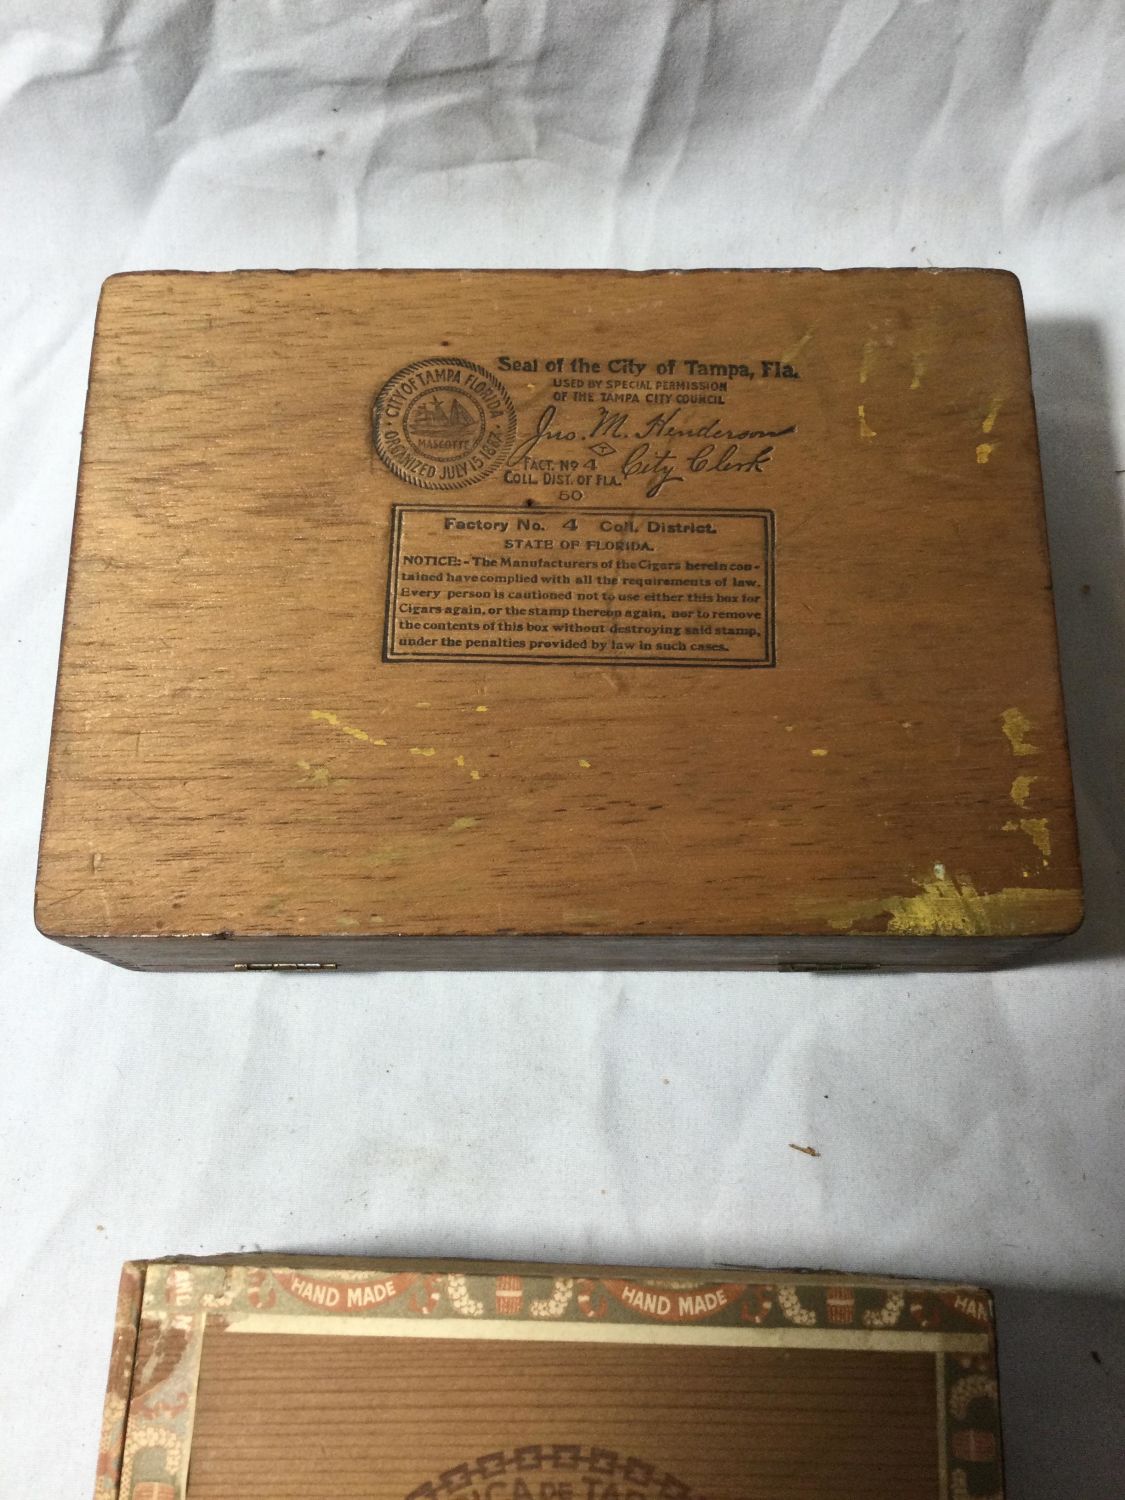 Seal of the City of Tampa, Fla.
USED BY SPECIAL PERMISSION
OF THE TAMPA CITY COUNCIL
CITY OF TAMPA FLORIDA
MASCOTTE
ORGANIZED JULY 15 1887.
Jno. M. Henderson
City Clerk
FACT. No 4
COLL. DIST. OF FLA.
50
Factory No. 4 Coll. District.
STATE OF FLORIDA.
NOTICE:- The Manufacturers of the Cigars herein con-
tained have complied with all the requirements of law.
Every person is cautioned not to use either this box for
Cigars again, or the stamp thereon again, nor to remove
the contents of this box without destroying said stamp,
under the penalties provided by law in such cases.
HAND MADE
HAND MADE
HAN
DE